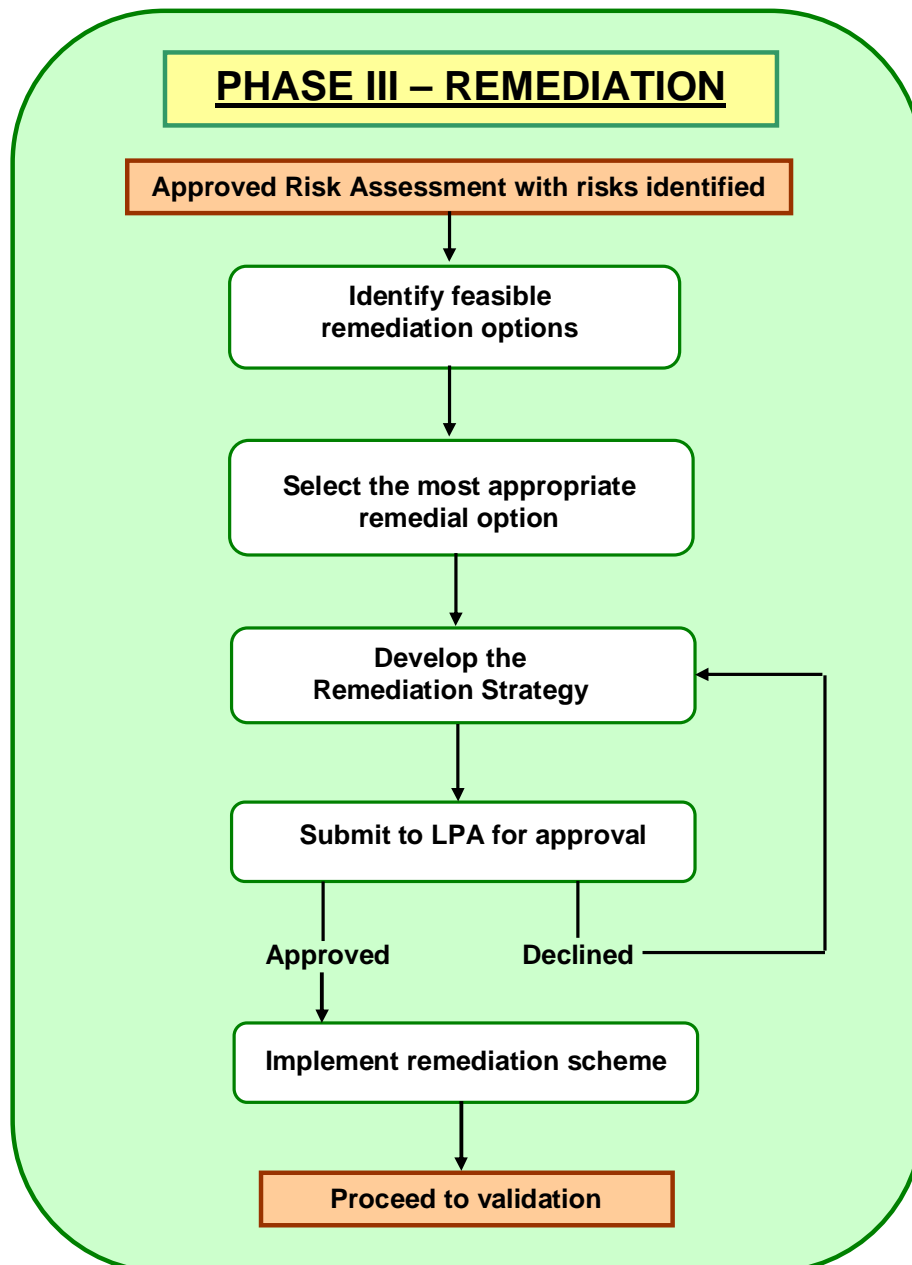 PHASE III – REMEDIATION
Approved Risk Assessment with risks identified
Identify feasible
remediation options
Select the most appropriate
remedial option
Develop the
Remediation Strategy
Submit to LPA for approval
Approved
Declined
Implement remediation scheme
Proceed to validation